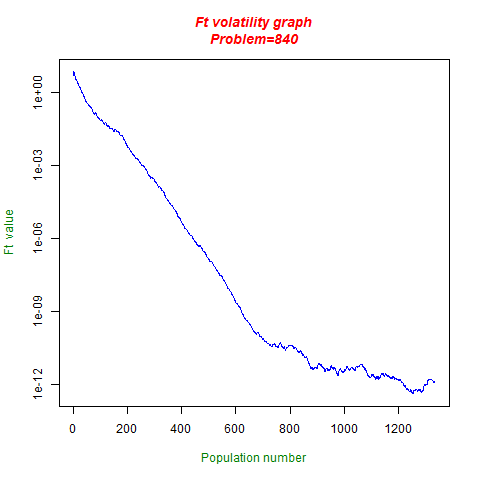 Ft volatility graph
Problem=840
1e+00
1e-03
1e-06
1e-09
1e-12
Ft value
0 200 400 600 800 1000 1200
Population number